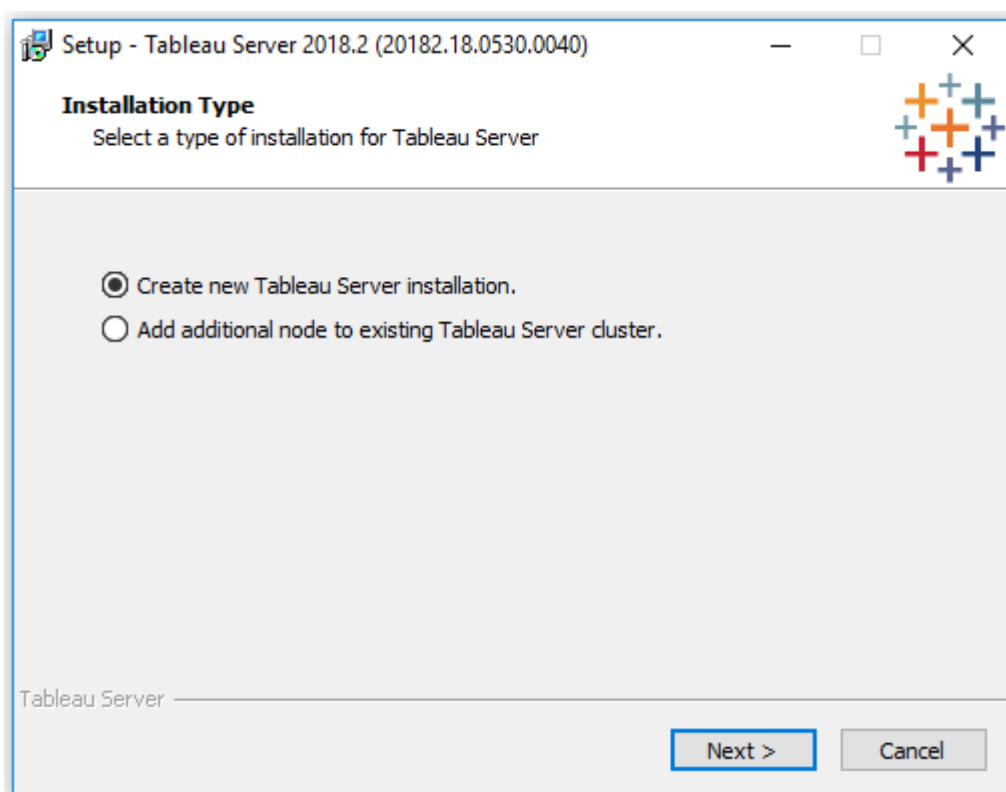 Setup - Tableau Server 2018.2 (20182.18.0530.0040)
Installation Type
Select a type of installation for Tableau Server
Create new Tableau Server installation.
Add additional node to existing Tableau Server cluster.
Tableau Server
Next >
Cancel